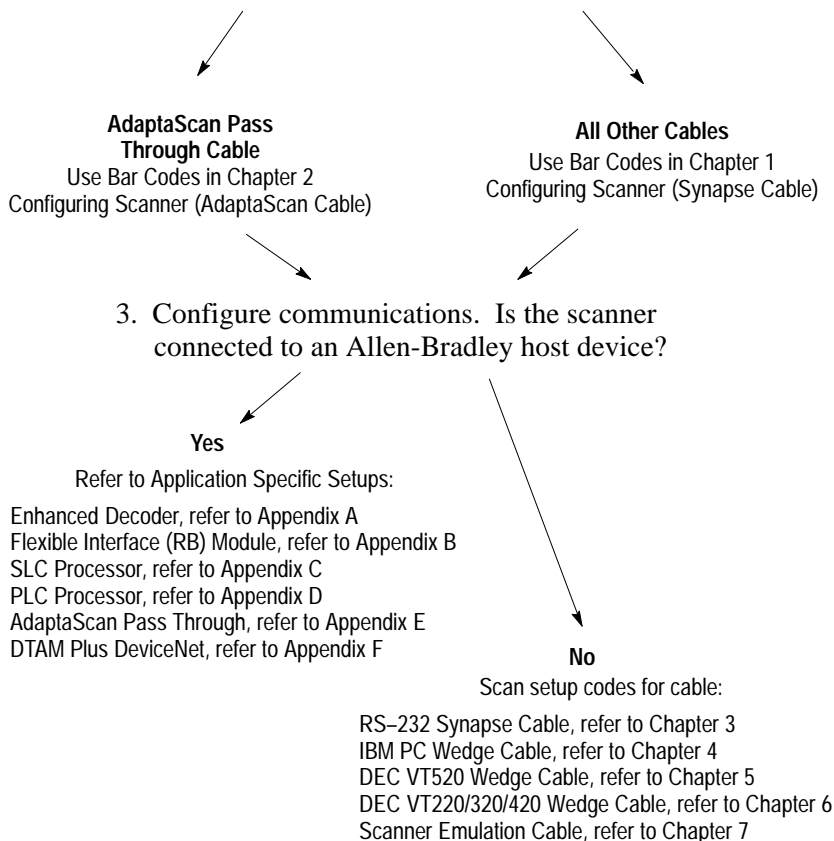 AdaptaScan Pass
Through Cable
Use Bar Codes in Chapter 2
Configuring Scanner (AdaptaScan Cable)
All Other Cables
Use Bar Codes in Chapter 1
Configuring Scanner (Synapse Cable)
3. Configure communications. Is the scanner
connected to an Allen-Bradley host device?
Yes
Refer to Application Specific Setups:
Enhanced Decoder, refer to Appendix A
Flexible Interface (RB) Module, refer to Appendix B
SLC Processor, refer to Appendix C
PLC Processor, refer to Appendix D
AdaptaScan Pass Through, refer to Appendix E
DTAM Plus DeviceNet, refer to Appendix F
No
Scan setup codes for cable:
RS–232 Synapse Cable, refer to Chapter 3
IBM PC Wedge Cable, refer to Chapter 4
DEC VT520 Wedge Cable, refer to Chapter 5
DEC VT220/320/420 Wedge Cable, refer to Chapter 6
Scanner Emulation Cable, refer to Chapter 7